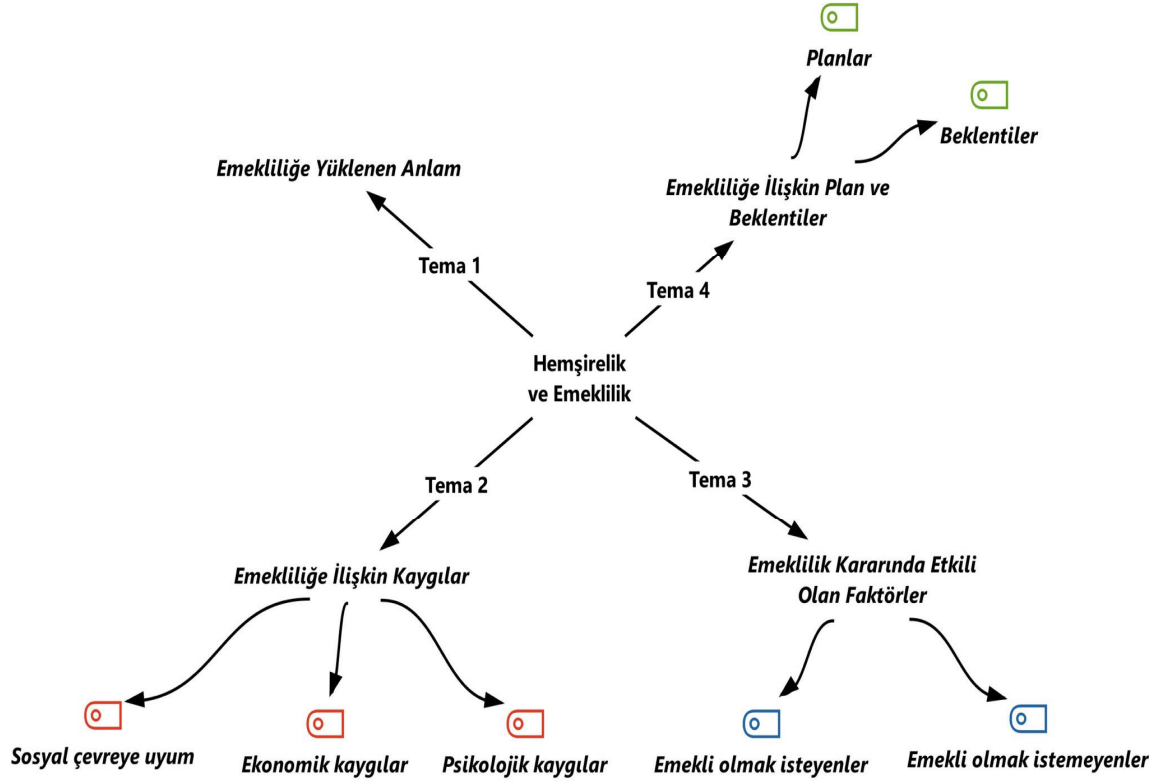 Planlar
Beklentiler
Emekliliğe Yüklenen Anlam
Emekliliğe İlişkin Plan ve
Beklentiler
Tema 1
Tema 4
Hemşirelik
ve Emeklilik
Tema 2
Tema 3
Emekliliğe İlişkin Kaygılar
Emeklilik Kararında Etkili
Olan Faktörler
Sosyal çevreye uyum
Ekonomik kaygılar
Psikolojik kaygılar
Emekli olmak isteyenler
Emekli olmak istemeyenler